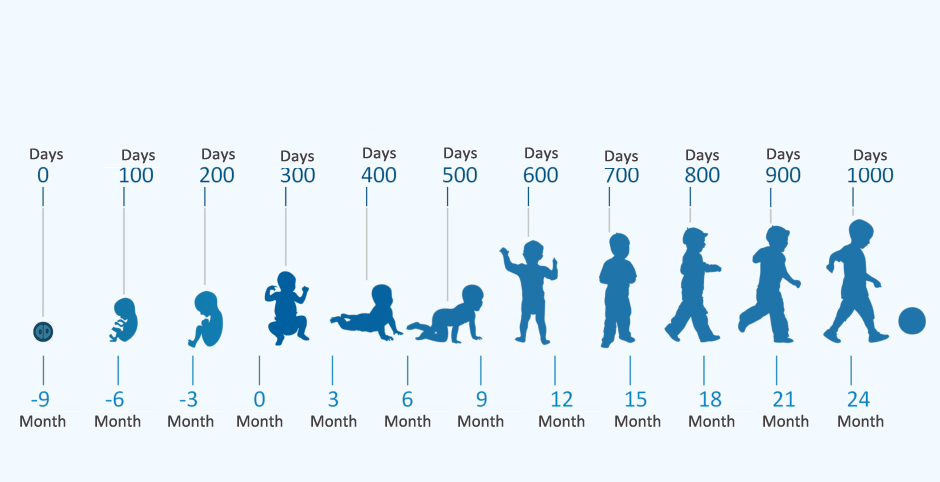 Days Days Days Days Days Days Days Days Days Days Days
0 100 200 300 400 500 600 700 800 900 1000
-9 -6 -3 0 3 6 9 12 15 18 21 24
Month Month Month Month Month Month Month Month Month Month Month Month